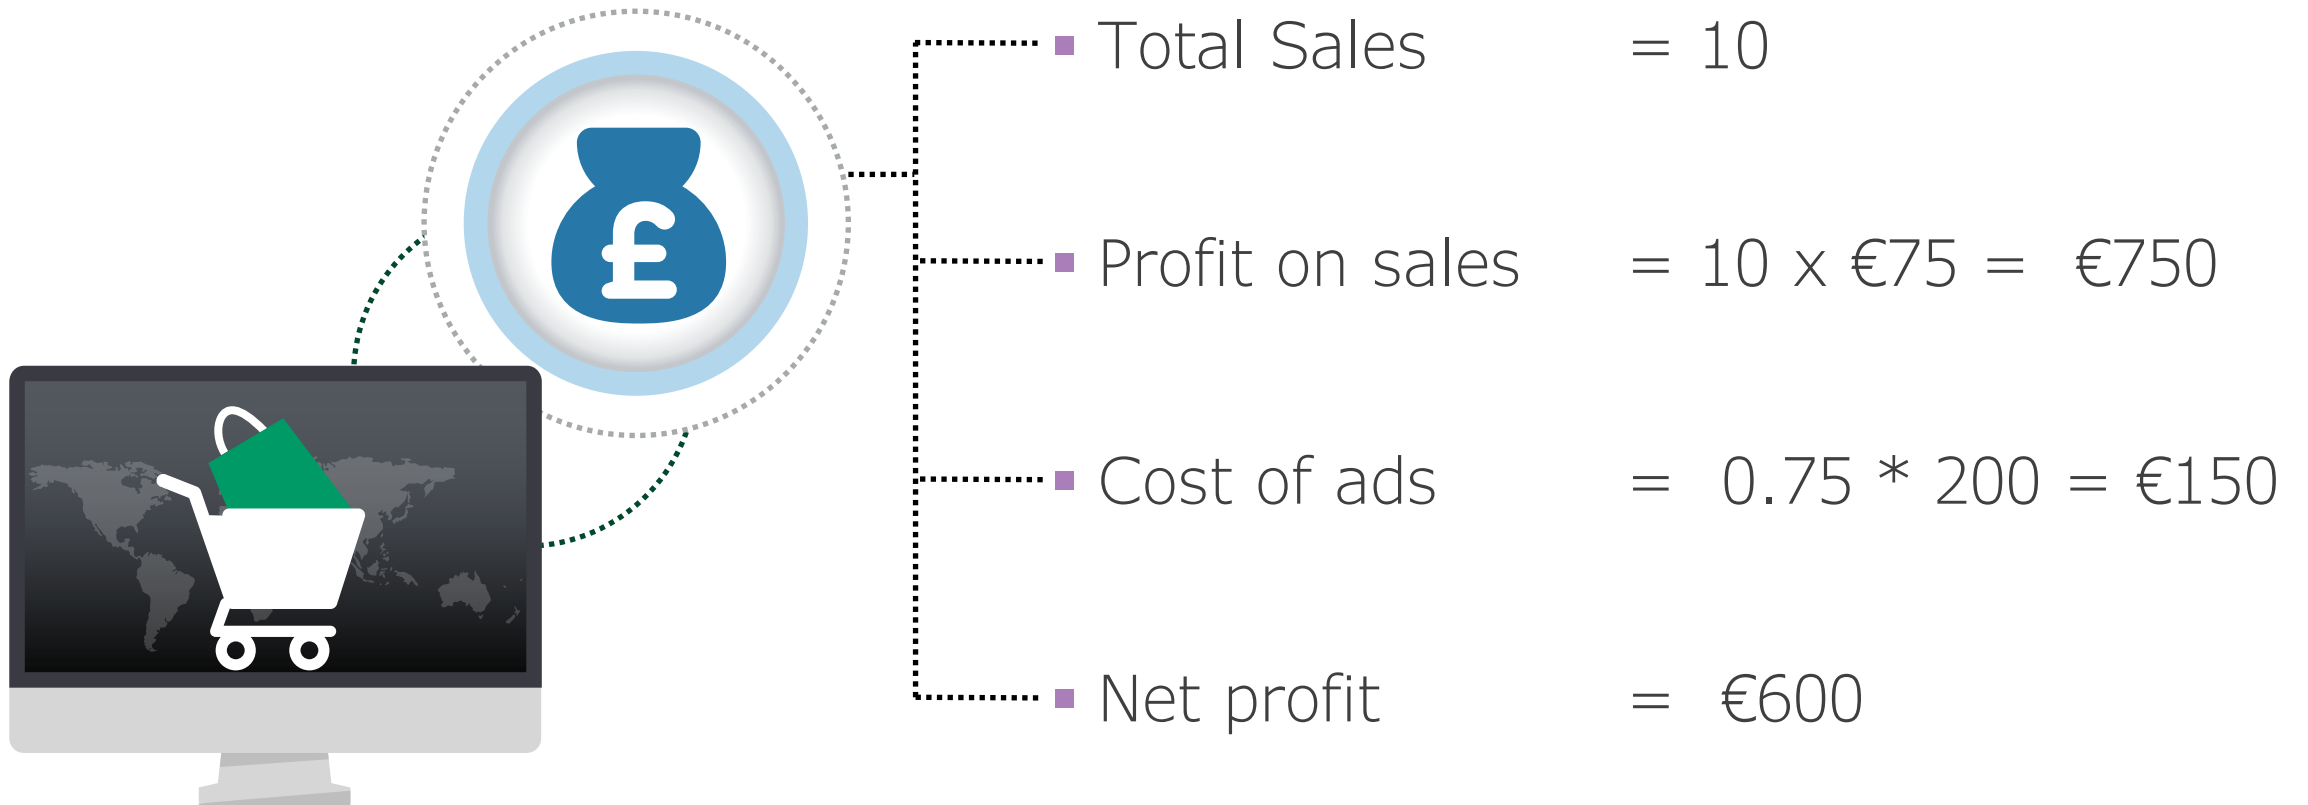 £
Total Sales = 10
Profit on sales = 10 x €75 = €750
Cost of ads = 0.75 * 200 = €150
Net profit = €600